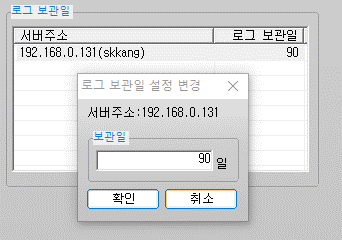 로그 보관일
서버주소 로그 보관일
192.168.0.131(skkang) 90
로그 보관일 설정 변경
서버주소:192.168.0.131
보관일
90 일
확인 취소